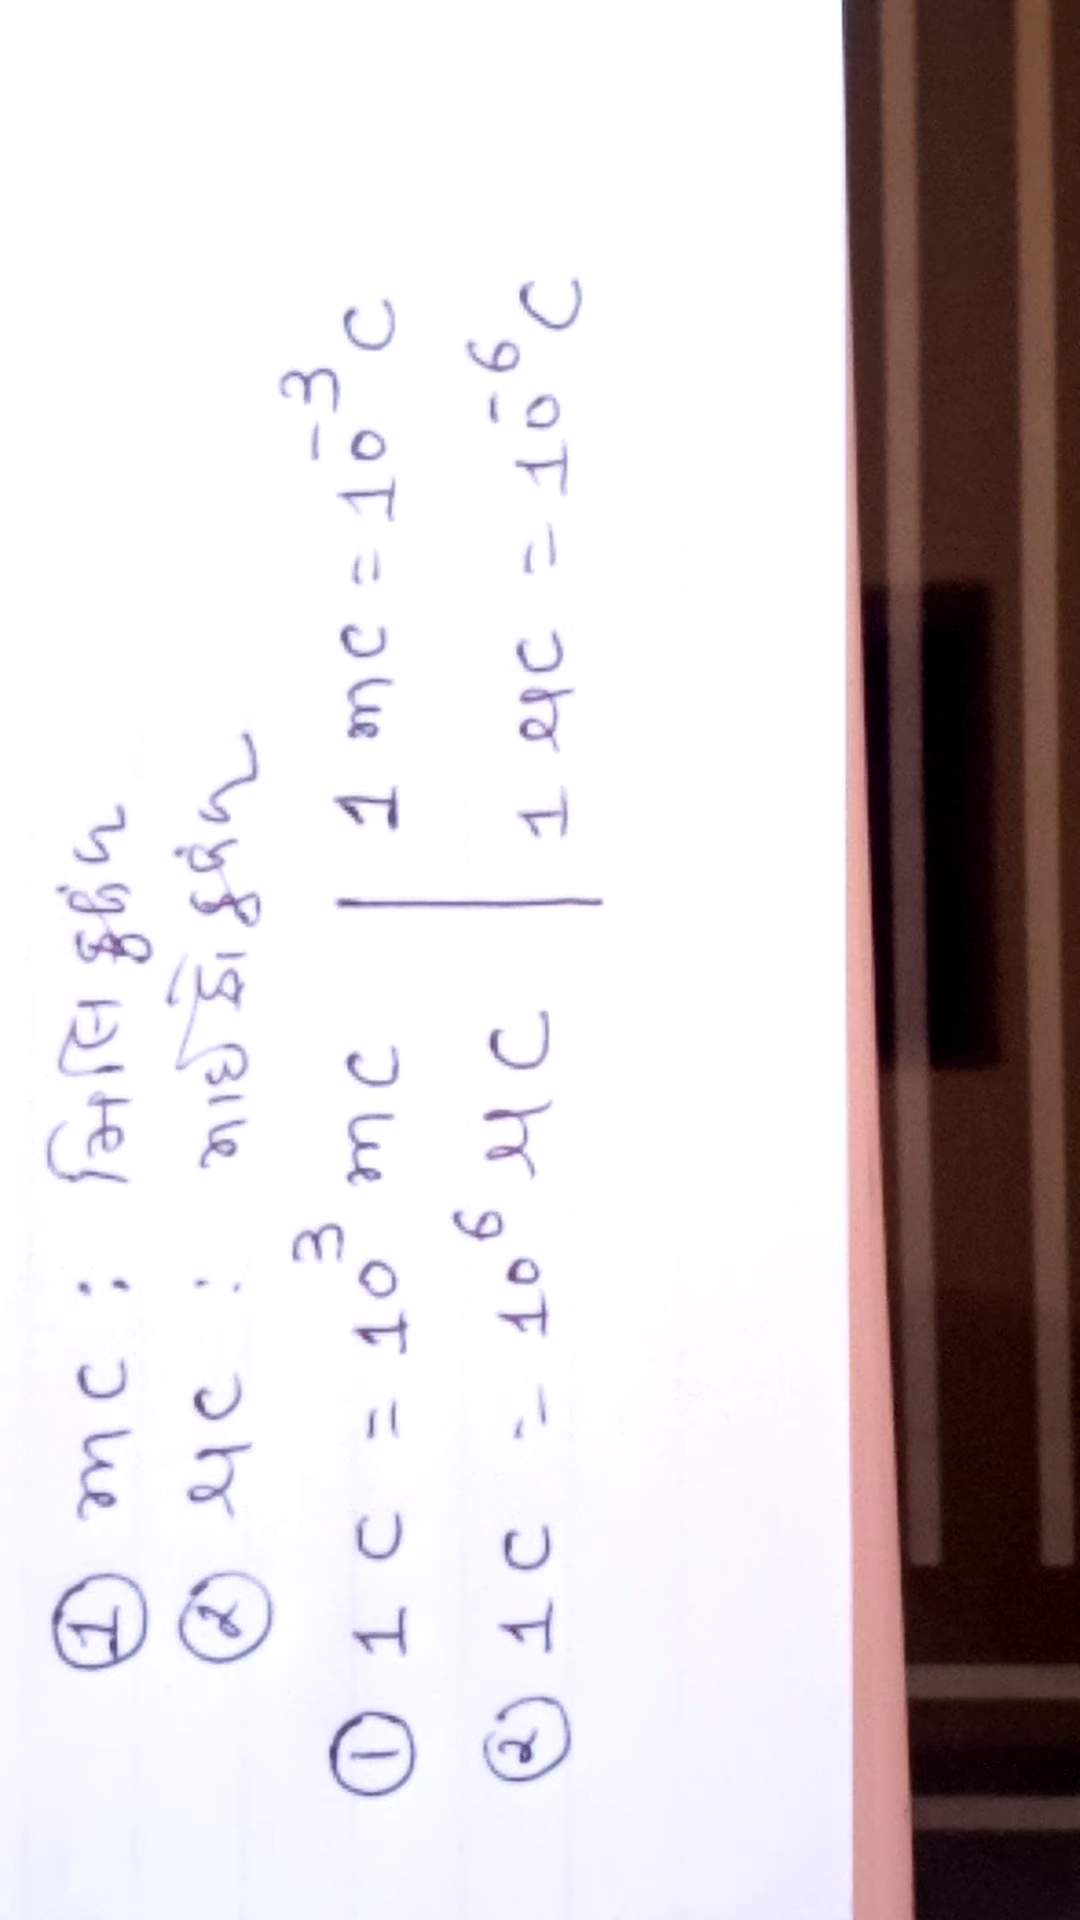 ① mC : મિલિ કુલંબ
② μC : માઈક્રો કુલંબ
① 1 C = 10³ mC | 1 mC = 10⁻³ C
② 1 C = 10⁶ μC | 1 μC = 10⁻⁶ C